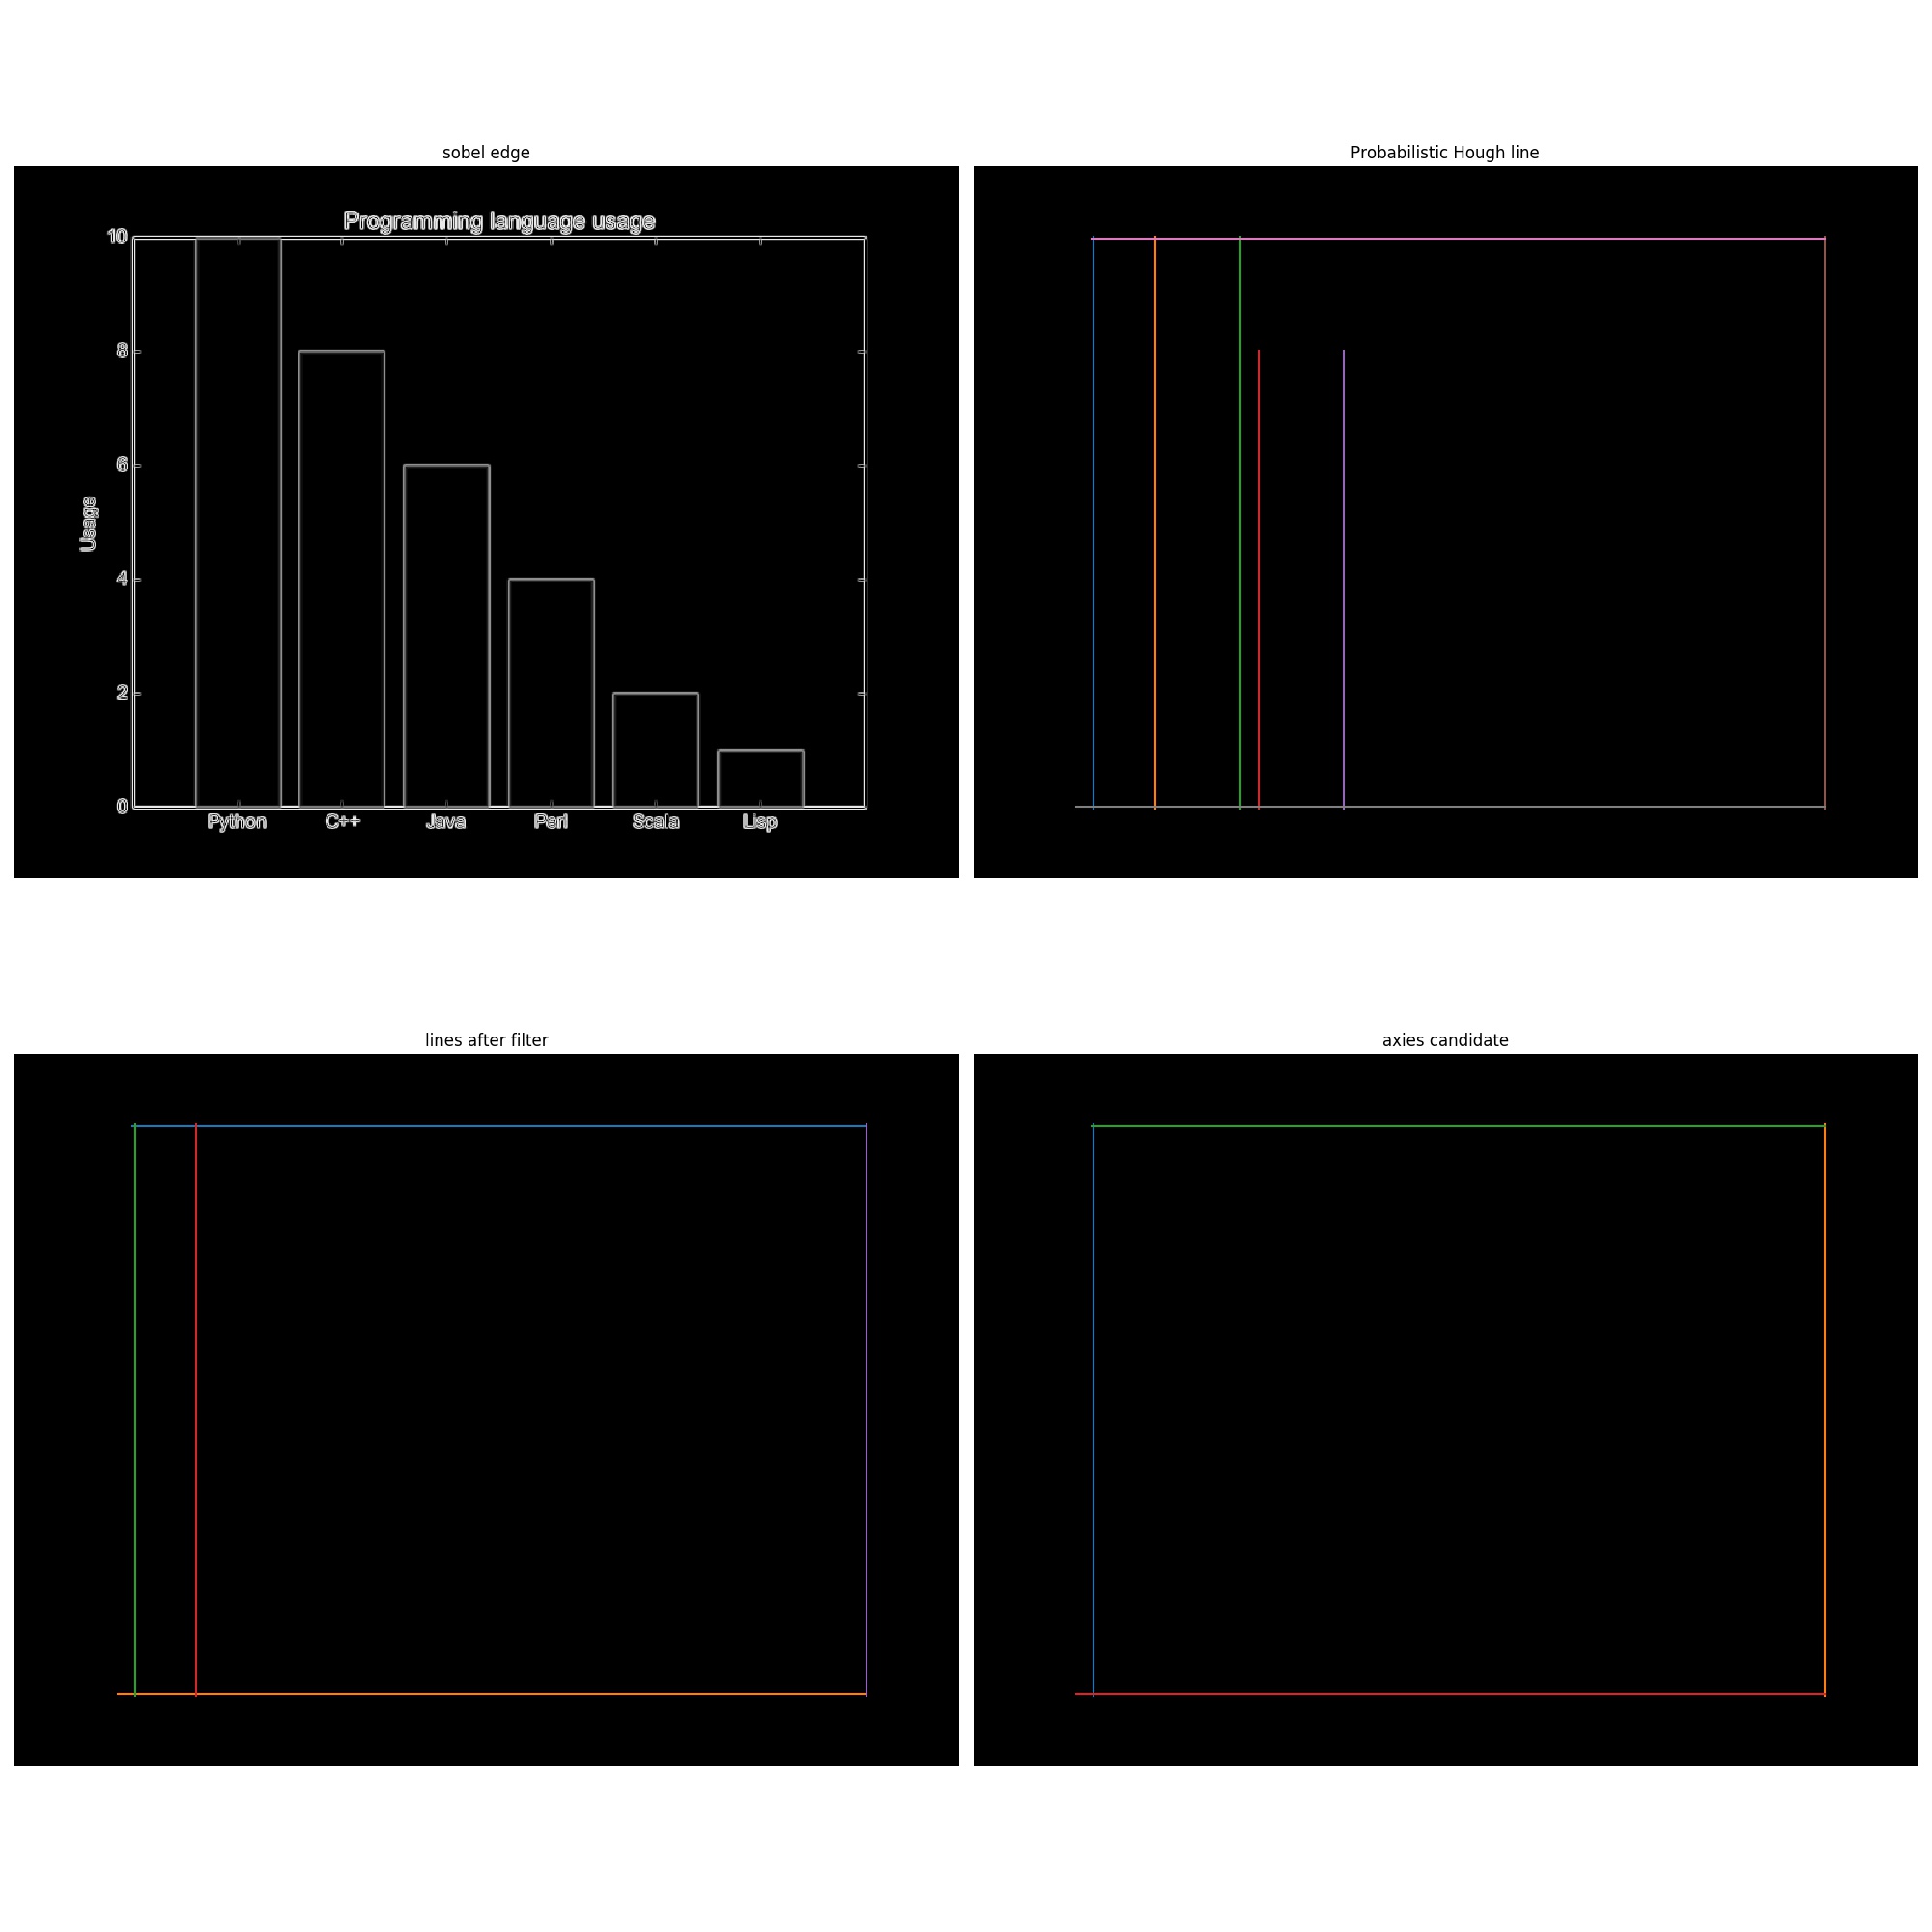 sobel edge
Programming language usage
10
8
6
4
2
0
Usage
Python C++ Java Perl Scala Lisp
Probabilistic Hough line
lines after filter
axies candidate